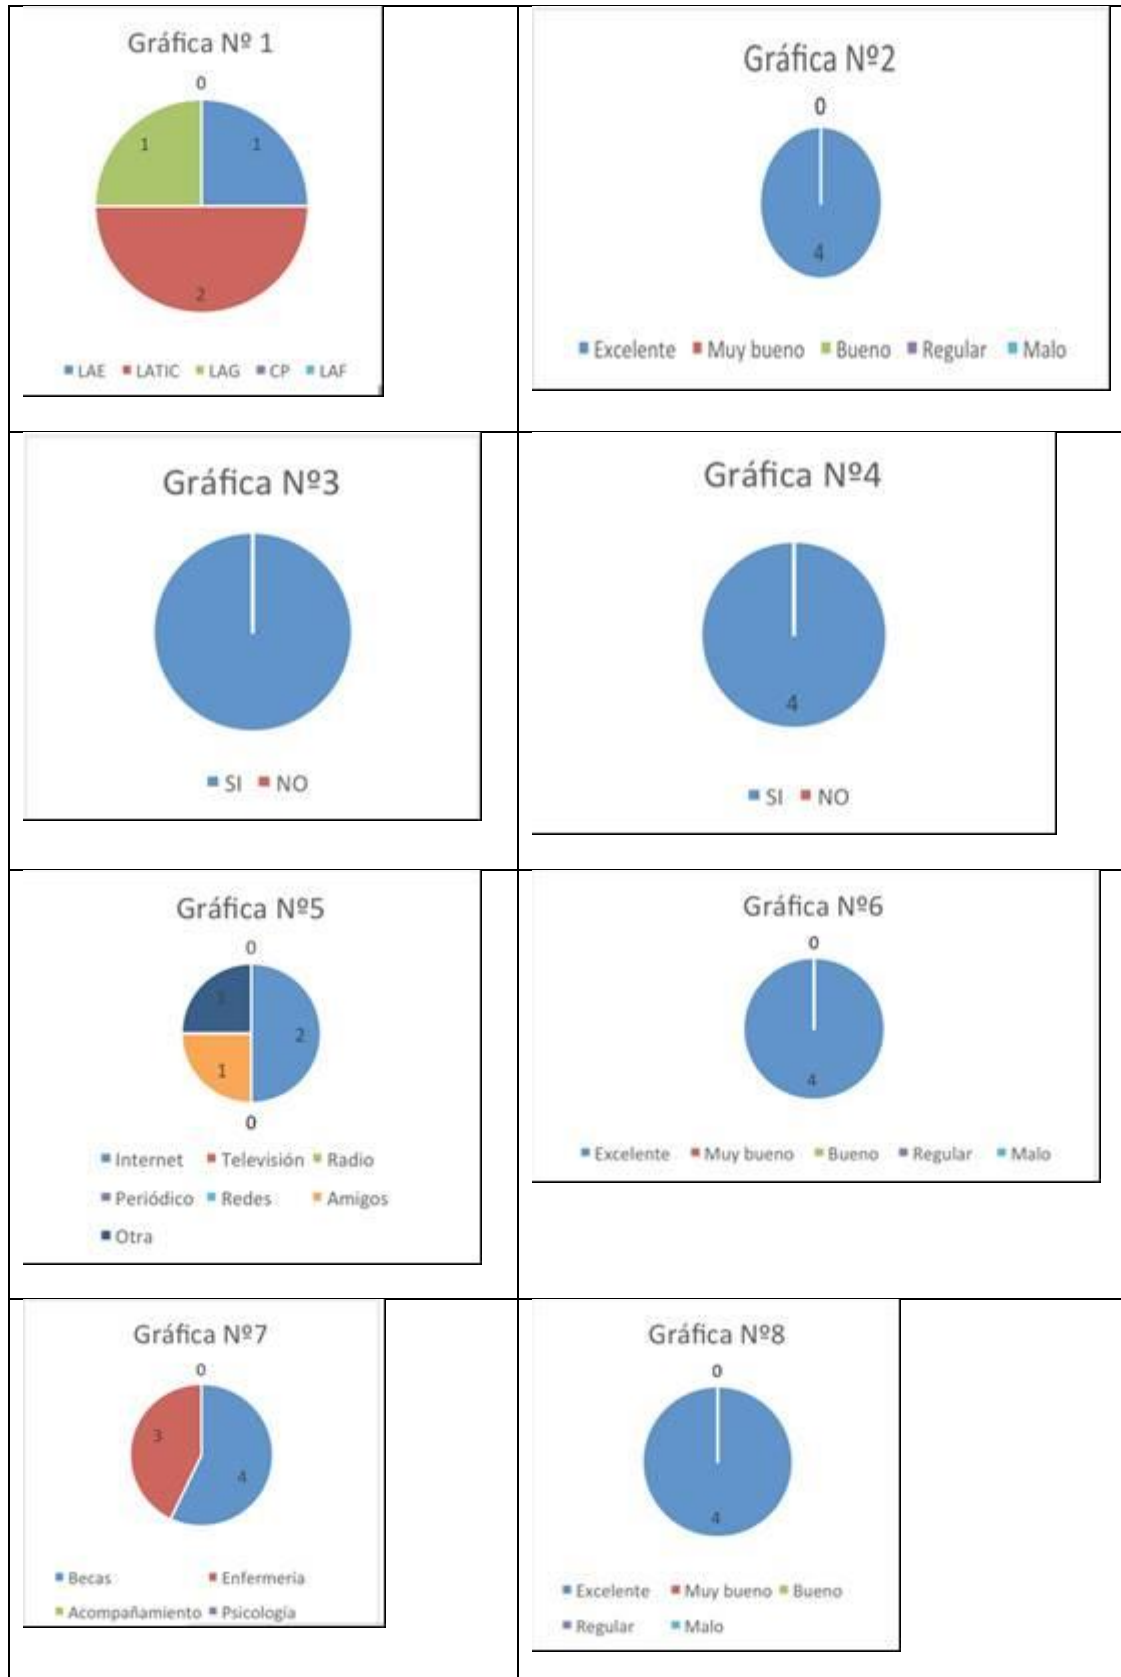 Gráfica Nº 1
0
1 1
2
LAE LATIC LAG CP LAF
Gráfica Nº2
0
4
Excelente Muy bueno Bueno Regular Malo
Gráfica Nº3
SI NO
Gráfica Nº4
4
SI NO
Gráfica Nº5
0
2
1
0
Internet Televisión Radio
Periódico Redes Amigos
Otra
Gráfica Nº6
0
4
Excelente Muy bueno Bueno Regular Malo
Gráfica Nº7
0
3
4
Becas Enfermería
Acompañamiento Psicología
Gráfica Nº8
0
4
Excelente Muy bueno Bueno
Regular Malo